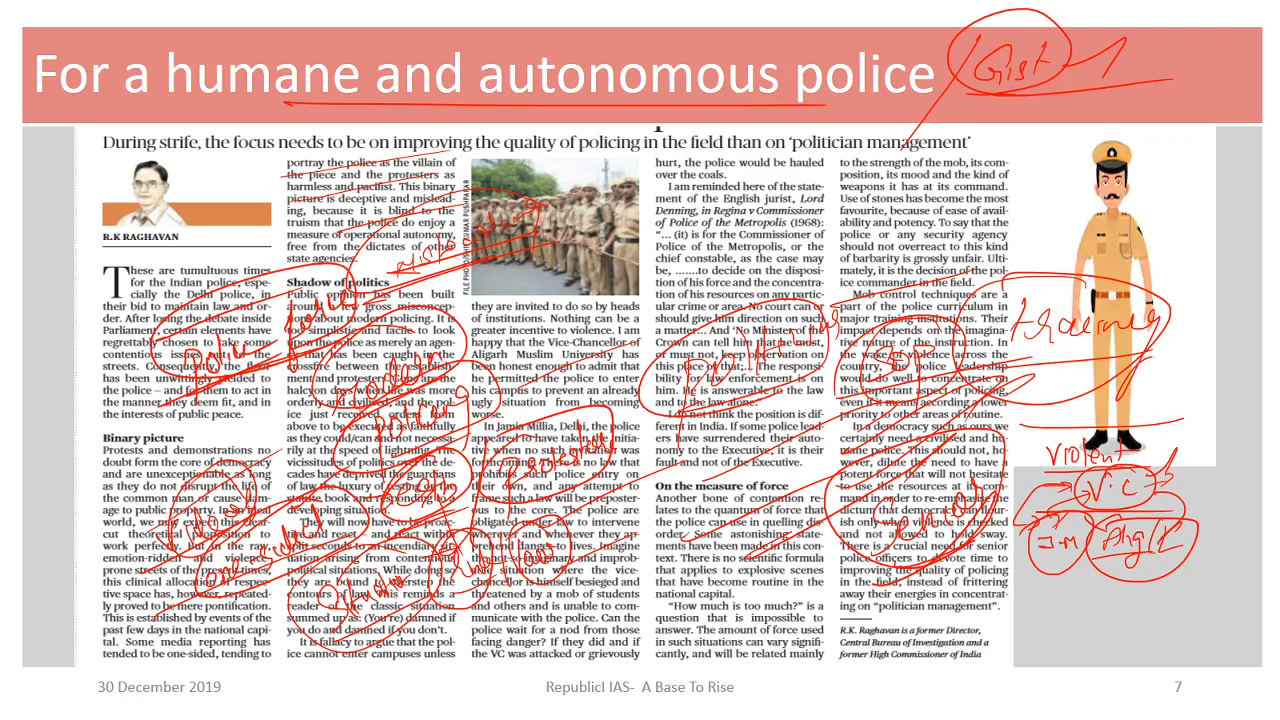 For a humane and autonomous police
Gist
During strife, the focus needs to be on improving the quality of policing in the field than on ‘politician management’
R.K RAGHAVAN
These are tumultuous times
for the Indian police, espe-
cially the Delhi police, in
their bid to maintain law and or-
der. After losing the debate inside
Parliament, certain elements have
regrettably chosen to take some
contentious issues out to the
streets. Consequently, the floor
has been unwittingly yielded to
the police – and for them to act in
the manner they deem fit, and in
the interests of public peace.
Binary picture
Protests and demonstrations no
doubt form the core of democracy
and are unexceptionable as long
as they do not disrupt the life of
the common man or cause dam-
age to public property. In an ideal
world, we may expect this clear-
cut theoretical proposition to
work perfectly. But in the raw,
emotion-ridden and violence-
prone streets of the present times,
this clinical allocation of respec-
tive space has, however, repeated-
ly proved to be mere pontification.
This is established by events of the
past few days in the national capi-
tal. Some media reporting has
tended to be one-sided, tending to
portray the police as the villain of
the piece and the protesters as
harmless and pacifist. This binary
picture is deceptive and mislead-
ing, because it is blind to the
truism that the police do enjoy a
measure of operational autonomy,
free from the dictates of other
state agencies.
Shadow of politics
Public opinion has been built
around a few gross misconcep-
tions about modern policing. It is
too simplistic and facile to look
upon the police as merely an agen-
cy that has been caught in the
crossfire between the establish-
ment and protesters. Gone are the
halcyon days when life was more
orderly and civilised, and the pol-
ice just received orders from
above to be executed as faithfully
as they could/can and not necessa-
rily at the speed of lightning. The
vicissitudes of politics over the de-
cades have deprived the guardians
of law the luxury of resting on the
statute book and responding to a
developing situation.
They will now have to be proac-
tive and react – and react within
split seconds to an incendiary sit-
uation arising from contentious
political situations. While doing so
they are bound to overstep the
contours of law. This reminds a
reader of the classic situation
summed up as: (You’re) damned if
you do and damned if you don’t.
It is fallacy to argue that the pol-
ice cannot enter campuses unless
FILE PHOTO/SHIV KUMAR PUSHPAKAR
they are invited to do so by heads
of institutions. Nothing can be a
greater incentive to violence. I am
happy that the Vice-Chancellor of
Aligarh Muslim University has
been honest enough to admit that
he permitted the police to enter
his campus to prevent an already
ugly situation from becoming
worse.
In Jamia Millia, Delhi, the police
appeared to have taken the initia-
tive when no such invitation was
forthcoming. There is no law that
prohibits such police entry on
their own, and any attempt to
frame such a law will be preposter-
ous to the core. The police are
obligated under law to intervene
wherever and whenever they ap-
prehend danger to lives. Imagine
the not-so-imaginary and improb-
able situation where the vice-
chancellor is himself besieged and
threatened by a mob of students
and others and is unable to com-
municate with the police. Can the
police wait for a nod from those
facing danger? If they did and if
the VC was attacked or grievously
hurt, the police would be hauled
over the coals.
I am reminded here of the state-
ment of the English jurist, Lord
Denning, in Regina v Commissioner
of Police of the Metropolis (1968):
“... (it) is for the Commissioner of
Police of the Metropolis, or the
chief constable, as the case may
be, .......to decide on the disposi-
tion of his force and the concentra-
tion of his resources on any partic-
ular crime or area. No court can or
should give him direction on such
a matter... And ‘No Minister of the
Crown can tell him that he must,
or must not, keep observation on
this place or that;... The responsi-
bility for law enforcement is on
him. He is answerable to the law
and to the law alone.”
I do not think the position is dif-
ferent in India. If some police lea-
ders have surrendered their auto-
nomy to the Executive, it is their
fault and not of the Executive.
On the measure of force
Another bone of contention re-
lates to the quantum of force that
the police can use in quelling dis-
order. Some astonishing state-
ments have been made in this con-
text. There is no scientific formula
that applies to explosive scenes
that have become routine in the
national capital.
“How much is too much?” is a
question that is impossible to
answer. The amount of force used
in such situations can vary signifi-
cantly, and will be related mainly
to the strength of the mob, its com-
position, its mood and the kind of
weapons it has at its command.
Use of stones has become the most
favourite, because of ease of avail-
ability and potency. To say that the
police or any security agency
should not overreact to this kind
of barbarity is grossly unfair. Ulti-
mately, it is the decision of the pol-
ice commander in the field.
Mob control techniques are a
part of the police curriculum in
major training institutions. Their
impact depends on the imagina-
tive nature of the instruction. In
the wake of violence across the
country, the police leadership
would do well to concentrate on
this important aspect of policing,
even if it means according a lower
priority to other areas of routine.
In a democracy such as ours we
certainly need a civilised and hu-
mane police. This should not, ho-
wever, dilute the need to have a
potent force that will not hesitate
to use the resources at its com-
mand in order to re-emphasise the
dictum that democracy can flour-
ish only when violence is checked
and not allowed to hold sway.
There is a crucial need for senior
police officers to devote time to
improving the quality of policing
in the field, instead of frittering
away their energies in concentrat-
ing on “politician management”.
R.K. Raghavan is a former Director,
Central Bureau of Investigation and a
former High Commissioner of India
Police
Training
violent
V.C
J.M
30 December 2019
RepublicI IAS- A Base To Rise
7